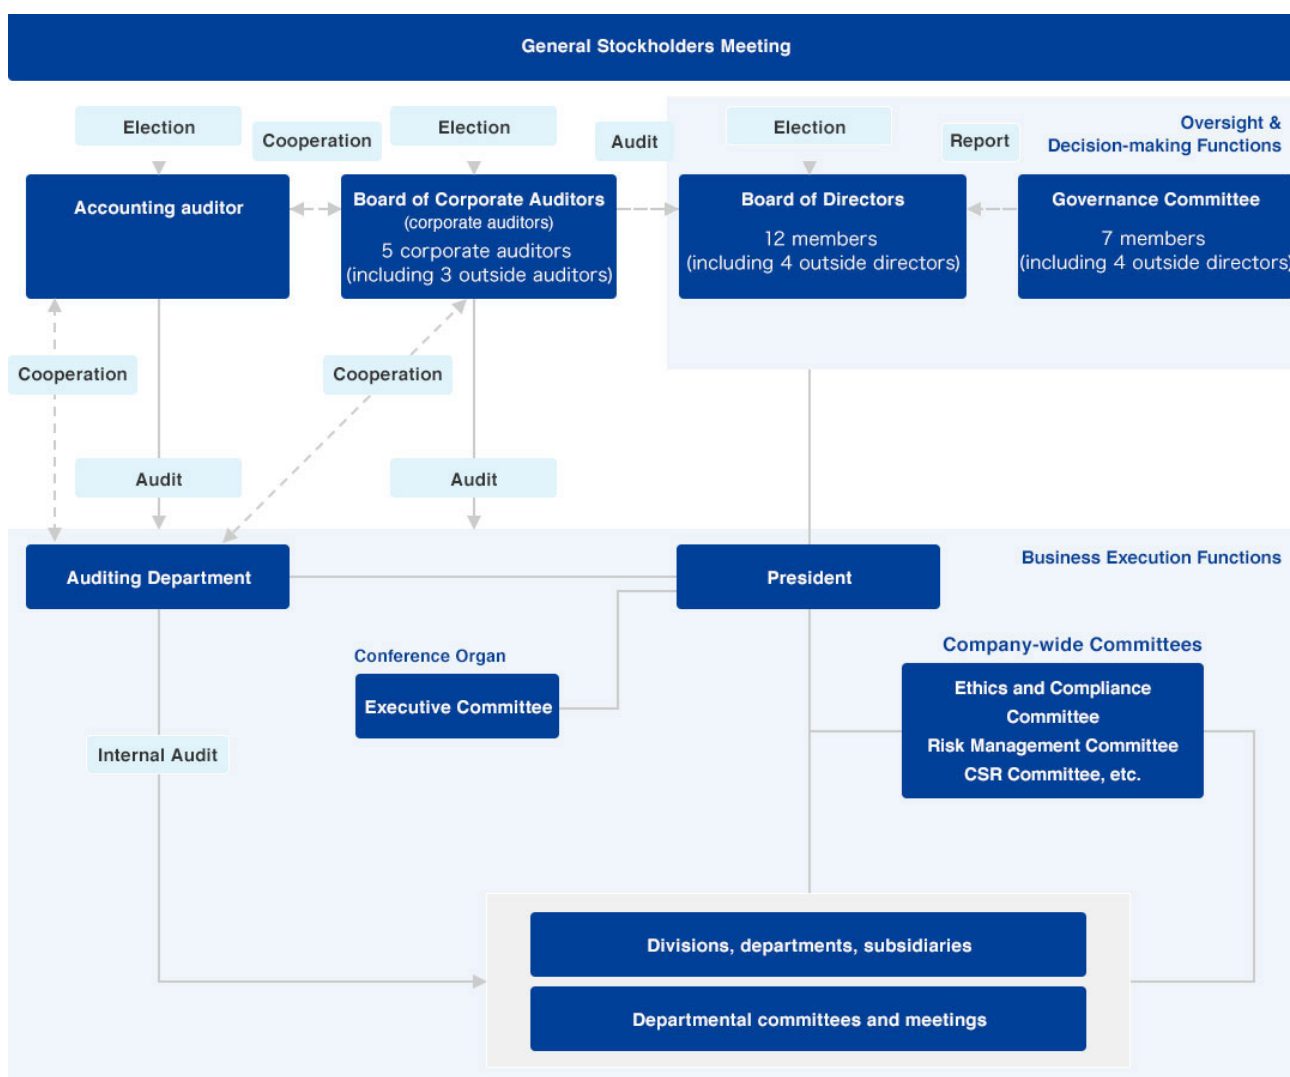 General Stockholders Meeting
Election
Cooperation
Election
Audit
Election
Report
Oversight &
Decision-making Functions
Accounting auditor
Board of Corporate Auditors
(corporate auditors)
5 corporate auditors
(including 3 outside auditors)
Board of Directors
12 members
(including 4 outside directors)
Governance Committee
7 members
(including 4 outside directors)
Cooperation
Cooperation
Audit
Audit
Auditing Department
President
Business Execution Functions
Conference Organ
Executive Committee
Company-wide Committees
Ethics and Compliance
Committee
Risk Management Committee
CSR Committee, etc.
Internal Audit
Divisions, departments, subsidiaries
Departmental committees and meetings